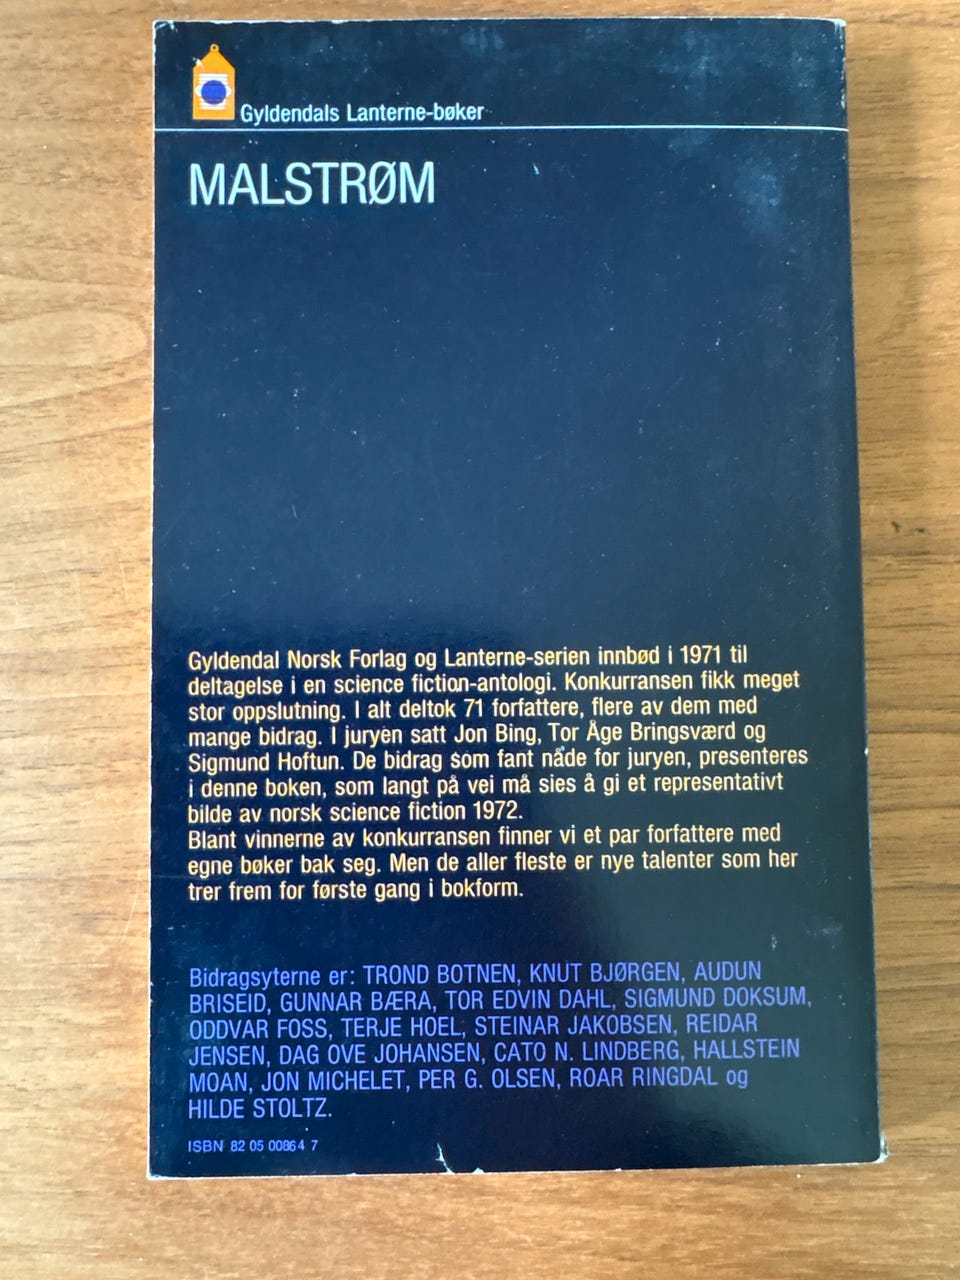 Gyldendals Lanterne-bøker
MALSTRØM
Gyldendal Norsk Forlag og Lanterne-serien innbød i 1971 til
deltagelse i en science fiction-antologi. Konkurransen fikk meget
stor oppslutning. I alt deltok 71 forfattere, flere av dem med
mange bidrag. I juryen satt Jon Bing, Tor Åge Bringsværd og
Sigmund Hoftun. De bidrag som fant nåde for juryen, presenteres
i denne boken, som langt på vei må sies å gi et representativt
bilde av norsk science fiction 1972.
Blant vinnerne av konkurransen finner vi et par forfattere med
egne bøker bak seg. Men de aller fleste er nye talenter som her
trer frem for første gang i bokform.
Bidragsyterne er: TROND BOTNEN, KNUT BJØRGEN, AUDUN
BRISEID, GUNNAR BÆRA, TOR EDVIN DAHL, SIGMUND DOKSUM,
ODDVAR FOSS, TERJE HOEL, STEINAR JAKOBSEN, REIDAR
JENSEN, DAG OVE JOHANSEN, CATO N. LINDBERG, HALLSTEIN
MOAN, JON MICHELET, PER G. OLSEN, ROAR RINGDAL og
HILDE STOLTZ.
ISBN 82 05 00864 7